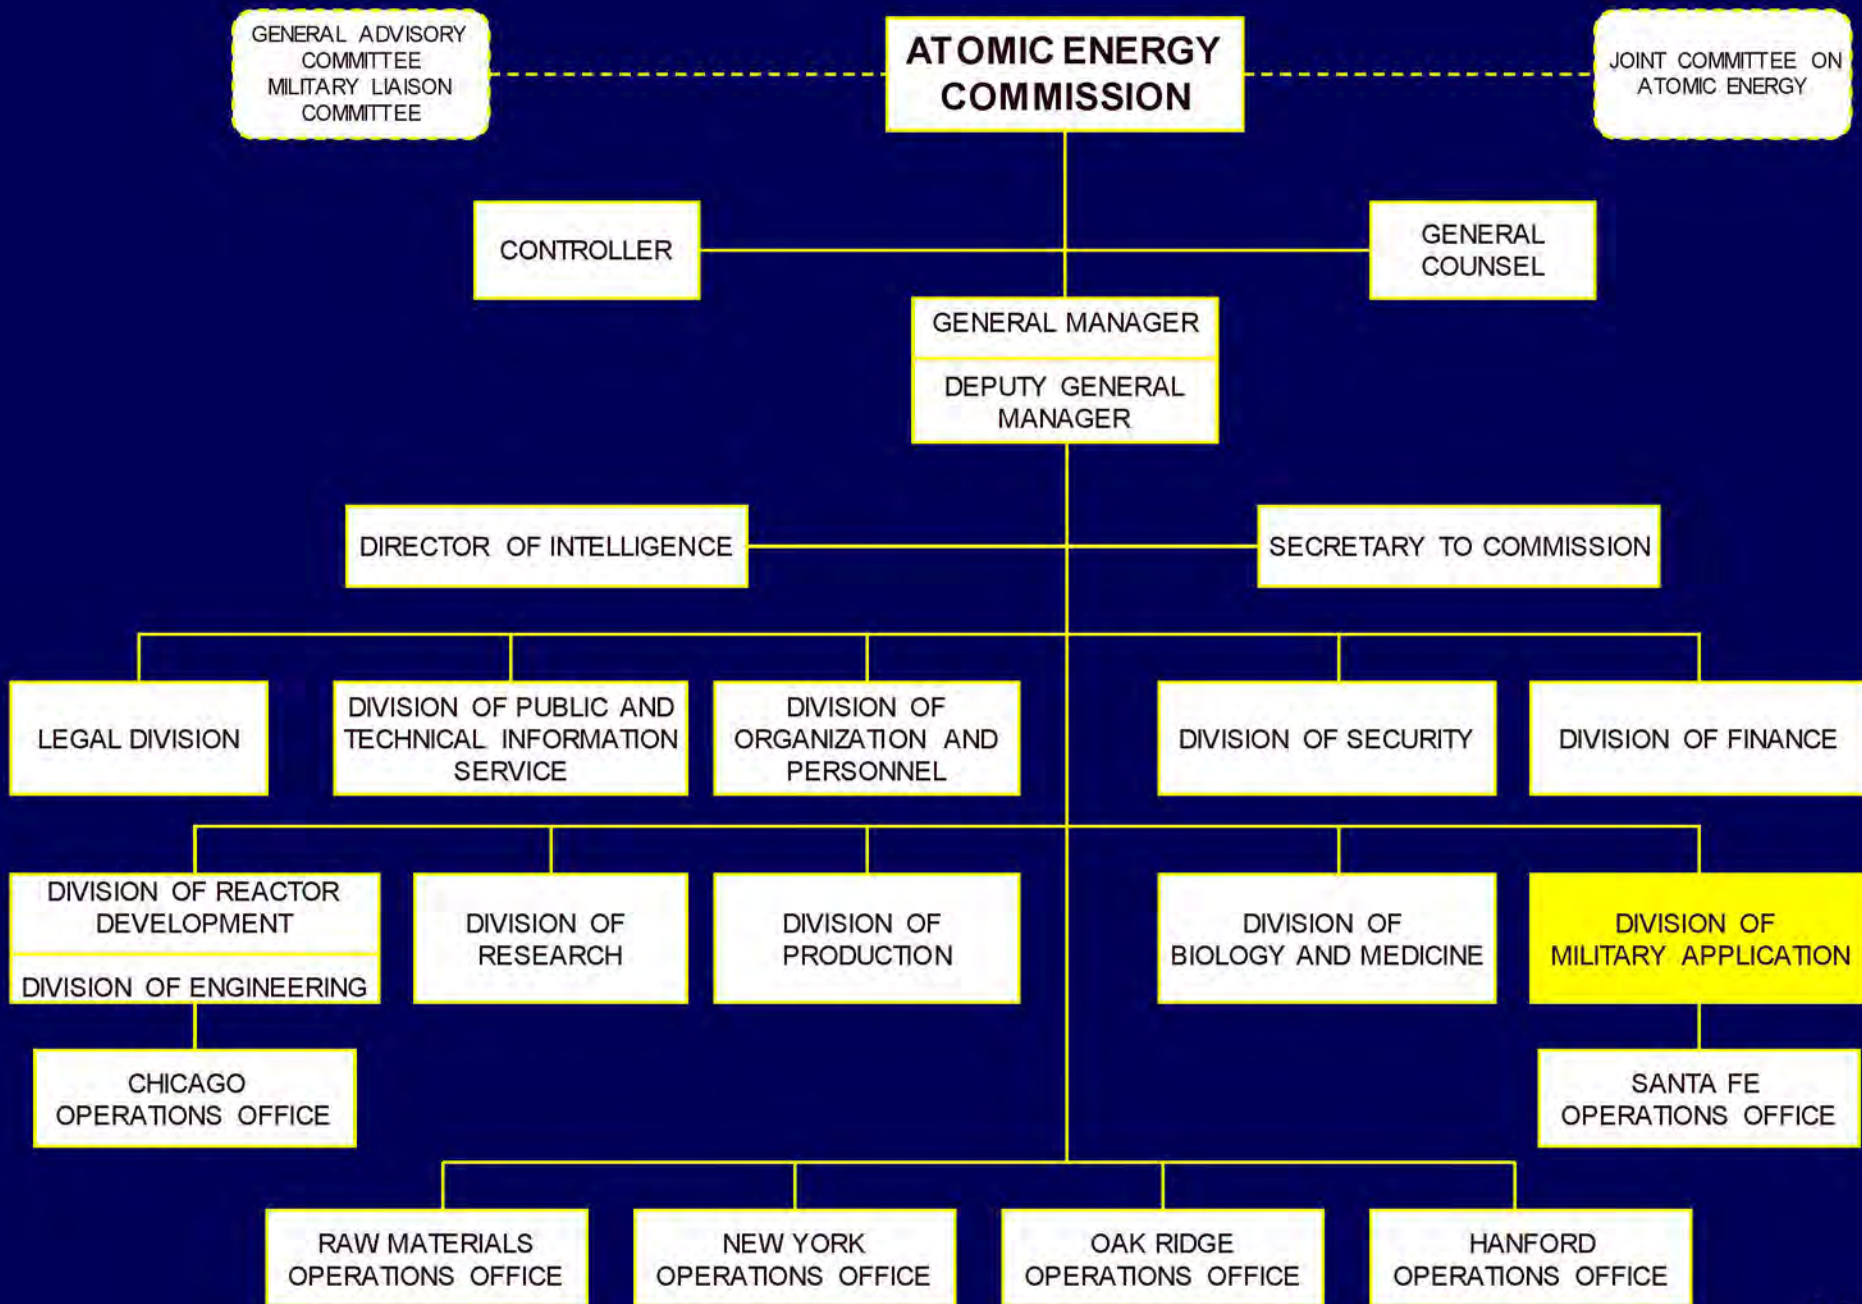 GENERAL ADVISORY
COMMITTEE
MILITARY LIAISON
COMMITTEE
ATOMIC ENERGY
COMMISSION
JOINT COMMITTEE ON
ATOMIC ENERGY
CONTROLLER
GENERAL
COUNSEL
GENERAL MANAGER
DEPUTY GENERAL
MANAGER
DIRECTOR OF INTELLIGENCE
SECRETARY TO COMMISSION
LEGAL DIVISION
DIVISION OF PUBLIC AND
TECHNICAL INFORMATION
SERVICE
DIVISION OF
ORGANIZATION AND
PERSONNEL
DIVISION OF SECURITY
DIVISION OF FINANCE
DIVISION OF REACTOR
DEVELOPMENT
DIVISION OF ENGINEERING
DIVISION OF
RESEARCH
DIVISION OF
PRODUCTION
DIVISION OF
BIOLOGY AND MEDICINE
DIVISION OF
MILITARY APPLICATION
CHICAGO
OPERATIONS OFFICE
SANTA FE
OPERATIONS OFFICE
RAW MATERIALS
OPERATIONS OFFICE
NEW YORK
OPERATIONS OFFICE
OAK RIDGE
OPERATIONS OFFICE
HANFORD
OPERATIONS OFFICE